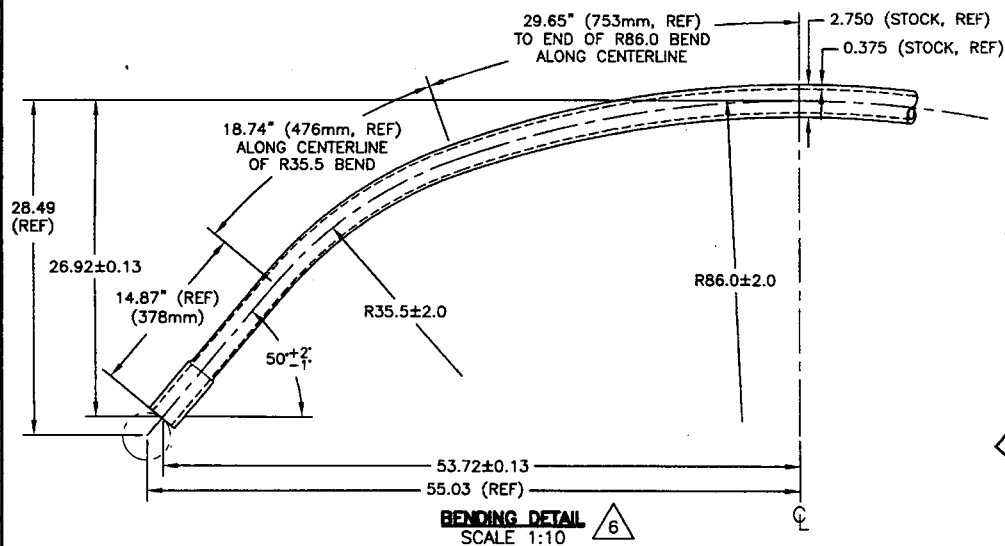 29.65" (753mm, REF)
TO END OF R86.0 BEND
ALONG CENTERLINE
2.750 (STOCK, REF)
0.375 (STOCK, REF)
18.74" (476mm, REF)
ALONG CENTERLINE
OF R35.5 BEND
28.49
(REF)
26.92±0.13
14.87" (REF)
(378mm)
R35.5±2.0
R86.0±2.0
50°+2°
-1°
53.72±0.13
55.03 (REF)
BENDING DETAIL
6
SCALE 1:10
℄